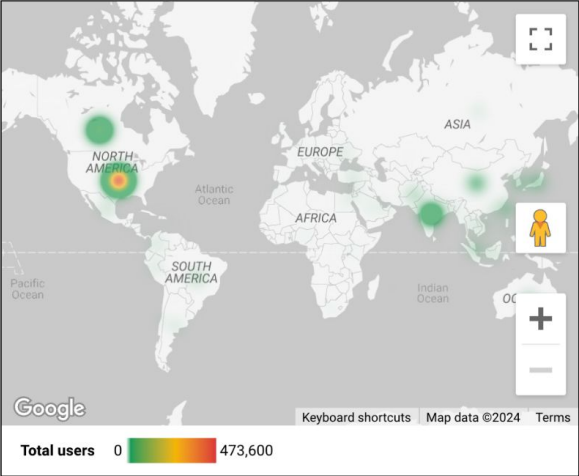 ASIA
EUROPE
NORTH
AMERICA
Atlantic
Ocean
AFRICA
SOUTH
AMERICA
Pacific
Ocean
Indian
Ocean
OC
Google
Keyboard shortcuts Map data ©2024 Terms
Total users 0 473,600